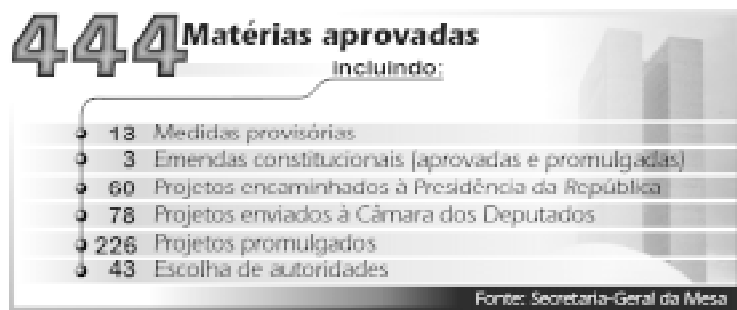 444 Matérias aprovadas
incluindo:
13 Medidas provisórias
3 Emendas constitucionais (aprovadas e promulgadas)
60 Projetos encaminhados à Presidência da República
78 Projetos enviados à Câmara dos Deputados
226 Projetos promulgados
43 Escolha de autoridades
Fonte: Secretaria-Geral da Mesa